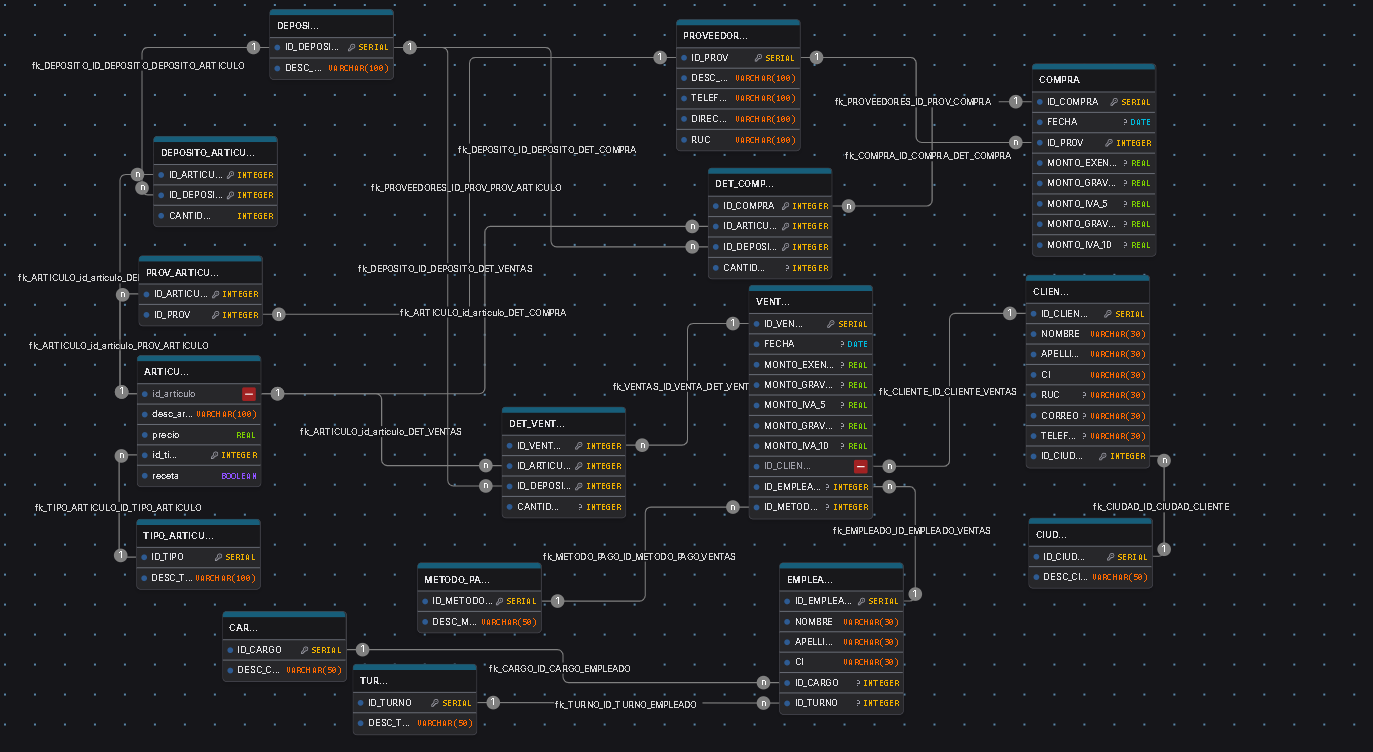 DEPOSI...
ID_DEPOSI... SERIAL
DESC_... VARCHAR(100)
fk_DEPOSITO_ID_DEPOSITO_DEPOSITO_ARTICULO
PROVEEDOR...
ID_PROV SERIAL
DESC_... VARCHAR(100)
TELEF... VARCHAR(100)
DIREC... VARCHAR(100)
RUC VARCHAR(100)
COMPRA
ID_COMPRA SERIAL
FECHA ? DATE
ID_PROV ? INTEGER
MONTO_EXEN... ? REAL
MONTO_GRAV... ? REAL
MONTO_IVA_5 ? REAL
MONTO_GRAV... ? REAL
MONTO_IVA_10 ? REAL
fk_PROVEEDORES_ID_PROV_COMPRA
fk_COMPRA_ID_COMPRA_DET_COMPRA
fk_DEPOSITO_ID_DEPOSITO_DET_COMPRA
fk_PROVEEDORES_ID_PROV_PROV_ARTICULO
DEPOSITO_ARTICU...
ID_ARTICU... INTEGER
ID_DEPOSI... INTEGER
CANTID... INTEGER
DET_COMP...
ID_COMPRA INTEGER
ID_ARTICU... INTEGER
ID_DEPOSI... INTEGER
CANTID... ? INTEGER
fk_DEPOSITO_ID_DEPOSITO_DET_VENTAS
fk_ARTICULO_id_articulo_DE
PROV_ARTICU...
ID_ARTICU... INTEGER
ID_PROV INTEGER
fk_ARTICULO_id_articulo_DET_COMPRA
fk_ARTICULO_id_articulo_PROV_ARTICULO
VENT...
ID_VEN... SERIAL
FECHA ? DATE
MONTO_EXEN... ? REAL
MONTO_GRAV... ? REAL
MONTO_IVA_5 ? REAL
MONTO_GRAV... ? REAL
MONTO_IVA_10 ? REAL
ID_CLIEN...
ID_EMPLEA... ? INTEGER
ID_METOD... ? INTEGER
CLIEN...
ID_CLIEN... SERIAL
NOMBRE VARCHAR(30)
APELLI... VARCHAR(30)
CI VARCHAR(30)
RUC ? VARCHAR(30)
CORREO ? VARCHAR(30)
TELEF... ? VARCHAR(30)
ID_CIUD... INTEGER
ARTICU...
id_articulo
desc_ar... VARCHAR(100)
precio REAL
id_ti... INTEGER
receta BOOLEAN
fk_VENTAS_ID_VENTA_DET_VENT
fk_CLIENTE_ID_CLIENTE_VENTAS
fk_ARTICULO_id_articulo_DET_VENTAS
DET_VENT...
ID_VENT... INTEGER
ID_ARTICU... INTEGER
ID_DEPOSI... INTEGER
CANTID... ? INTEGER
fk_TIPO_ARTICULO_ID_TIPO_ARTICULO
TIPO_ARTICU...
ID_TIPO SERIAL
DESC_T... VARCHAR(100)
fk_CIUDAD_ID_CIUDAD_CLIENTE
CIUD...
ID_CIUD... SERIAL
DESC_CI... VARCHAR(50)
fk_EMPLEADO_ID_EMPLEADO_VENTAS
fk_METODO_PAGO_ID_METODO_PAGO_VENTAS
METODO_PA...
ID_METODO... SERIAL
DESC_M... VARCHAR(50)
EMPLEA...
ID_EMPLEA... SERIAL
NOMBRE VARCHAR(30)
APELLI... VARCHAR(30)
CI VARCHAR(30)
ID_CARGO ? INTEGER
ID_TURNO ? INTEGER
CAR...
ID_CARGO SERIAL
DESC_C... VARCHAR(50)
fk_CARGO_ID_CARGO_EMPLEADO
TUR...
ID_TURNO SERIAL
DESC_T... VARCHAR(50)
fk_TURNO_ID_TURNO_EMPLEADO